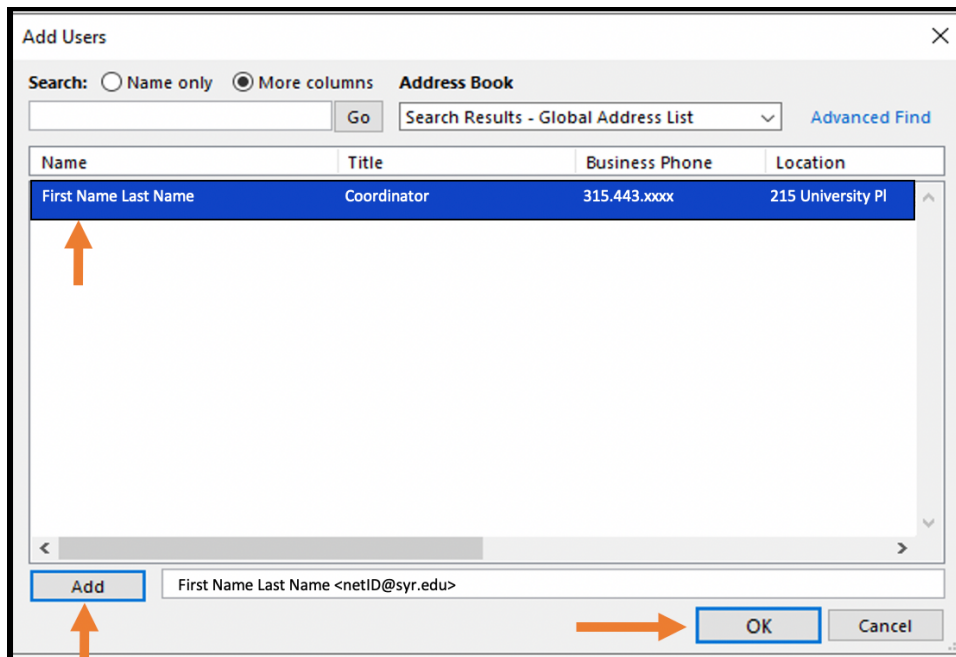 Add Users
Search: Name only More columns Address Book
Go Search Results - Global Address List Advanced Find
Name Title Business Phone Location
First Name Last Name Coordinator 315.443.xxxx 215 University Pl
Add First Name Last Name <netID@syr.edu>
OK Cancel